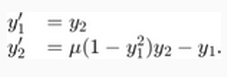 y′₁ = y₂
y′₂ = μ(1 − y₁²)y₂ − y₁.